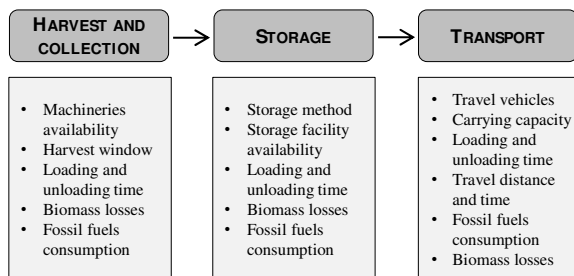 HARVEST AND
COLLECTION
STORAGE
TRANSPORT
• Machineries
availability
• Harvest window
• Loading and
unloading time
• Biomass losses
• Fossil fuels
consumption
• Storage method
• Storage facility
availability
• Loading and
unloading time
• Biomass losses
• Fossil fuels
consumption
• Travel vehicles
• Carrying capacity
• Loading and
unloading time
• Travel distance
and time
• Fossil fuels
consumption
• Biomass losses